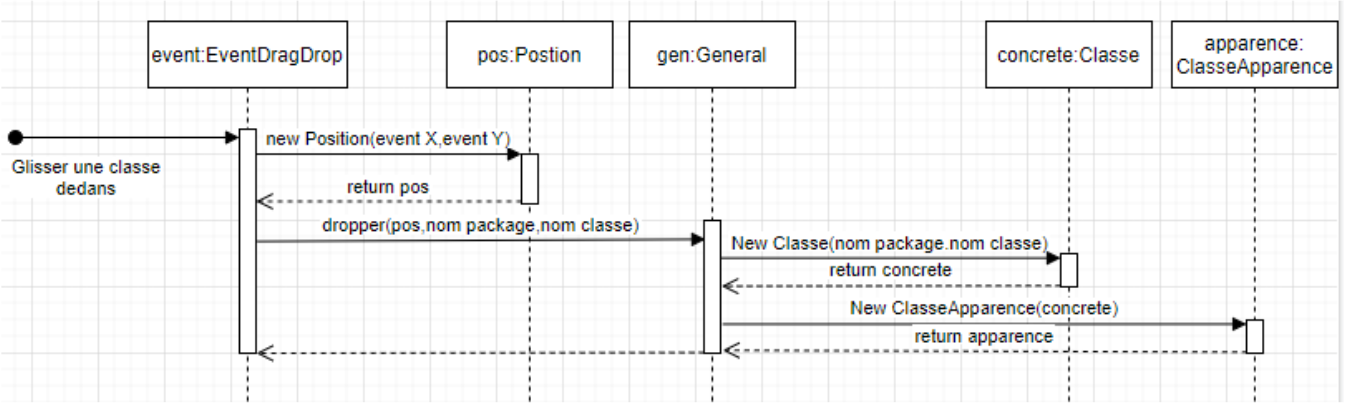 event:EventDragDrop
pos:Postion
gen:General
concrete:Classe
apparence:
ClasseApparence
new Position(event X,event Y)
Glisser une classe
dedans
return pos
dropper(pos,nom package,nom classe)
New Classe(nom package.nom classe)
return concrete
New ClasseApparence(concrete)
return apparence